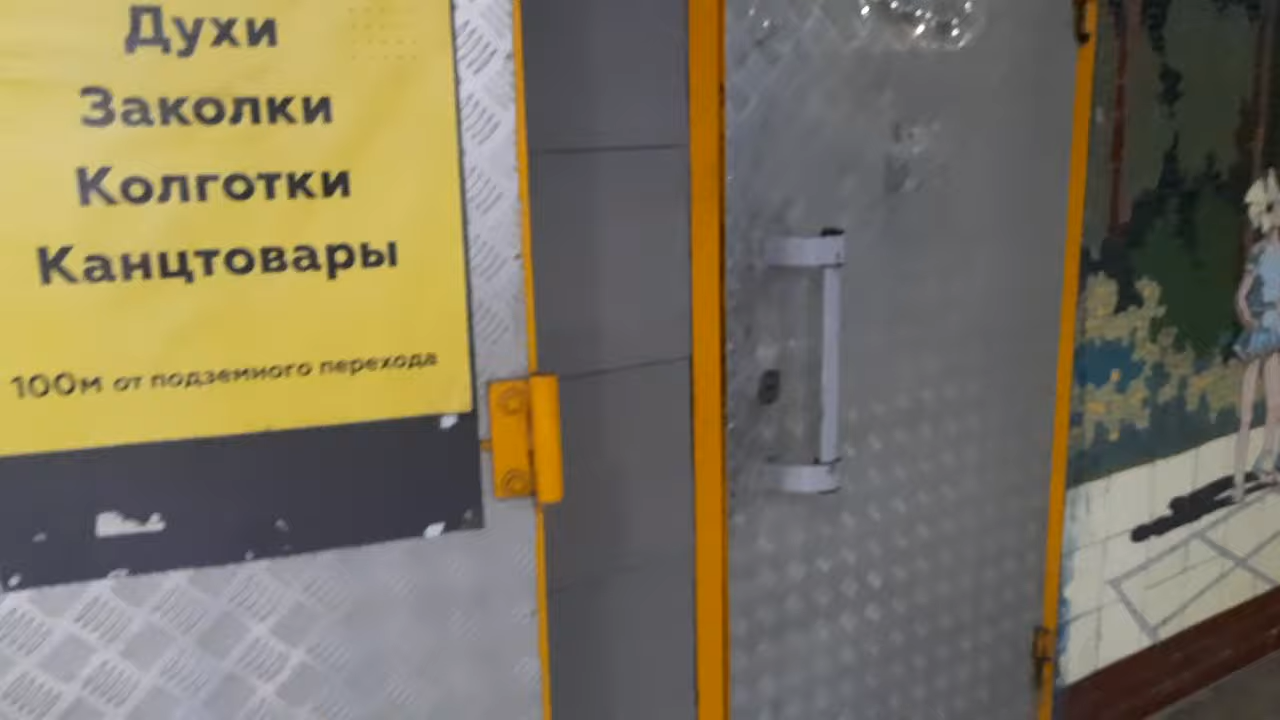 Духи
Заколки
Колготки
Канцтовары
100м от подземного перехода